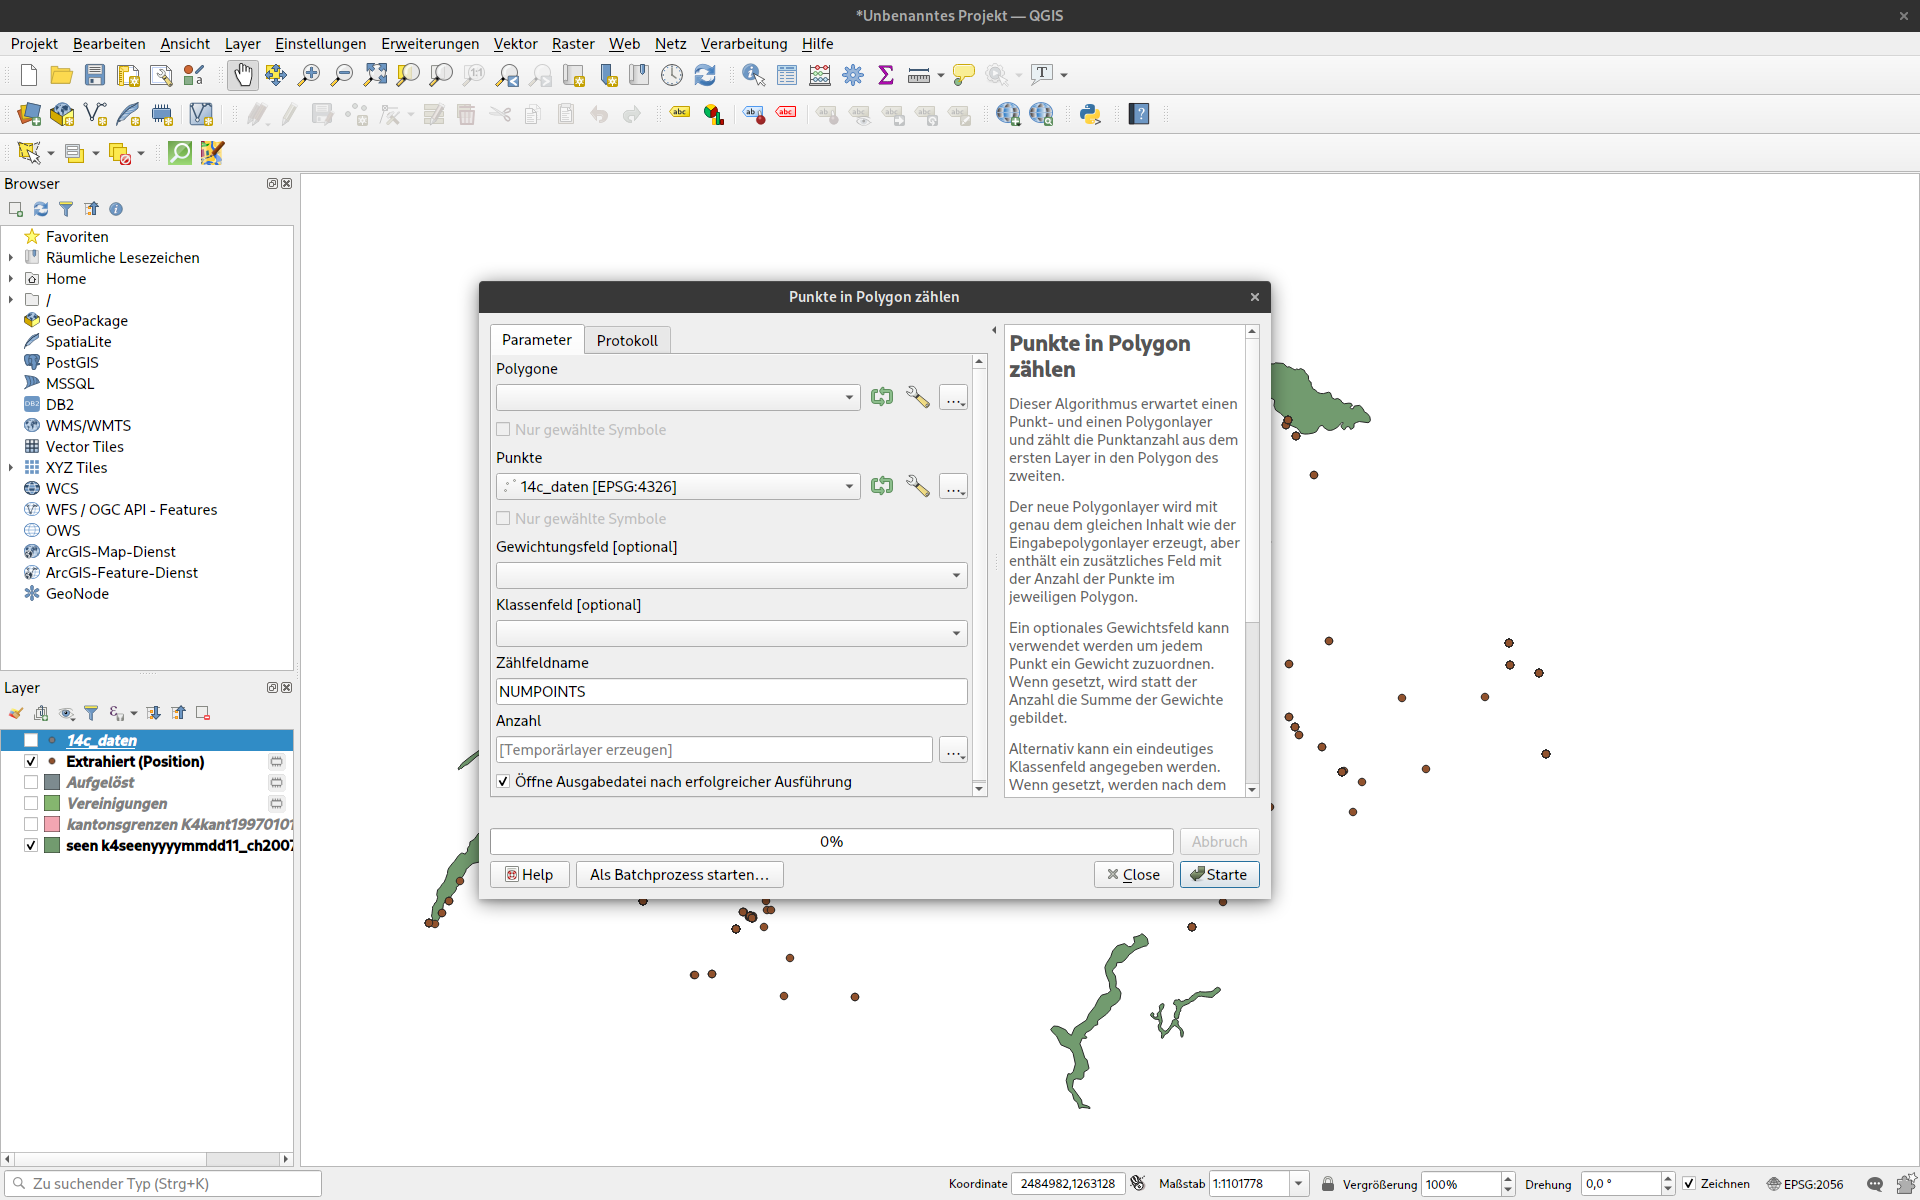 *Unbenanntes Projekt — QGIS
Projekt Bearbeiten Ansicht Layer Einstellungen Erweiterungen Vektor Raster Web Netz Verarbeitung Hilfe
Browser
Favoriten
Räumliche Lesezeichen
Home
/
GeoPackage
SpatiaLite
PostGIS
MSSQL
DB2
WMS/WMTS
Vector Tiles
XYZ Tiles
WCS
WFS / OGC API - Features
OWS
ArcGIS-Map-Dienst
ArcGIS-Feature-Dienst
GeoNode
Layer
14c_daten
Extrahiert (Position)
Aufgelöst
Vereinigungen
kantonsgrenzen K4kant19970101
seen k4seenyyyymmdd11_ch2007
Punkte in Polygon zählen
Parameter Protokoll
Polygone
Nur gewählte Symbole
Punkte
14c_daten [EPSG:4326]
Nur gewählte Symbole
Gewichtungsfeld [optional]
Klassenfeld [optional]
Zählfeldname
NUMPOINTS
Anzahl
[Temporärlayer erzeugen]
Öffne Ausgabedatei nach erfolgreicher Ausführung
Punkte in Polygon
zählen
Dieser Algorithmus erwartet einen
Punkt- und einen Polygonlayer
und zählt die Punktanzahl aus dem
ersten Layer in den Polygon des
zweiten.
Der neue Polygonlayer wird mit
genau dem gleichen Inhalt wie der
Eingabepolygonlayer erzeugt, aber
enthält ein zusätzliches Feld mit
der Anzahl der Punkte im
jeweiligen Polygon.
Ein optionales Gewichtsfeld kann
verwendet werden um jedem
Punkt ein Gewicht zuzuordnen.
Wenn gesetzt, wird statt der
Anzahl die Summe der Gewichte
gebildet.
Alternativ kann ein eindeutiges
Klassenfeld angegeben werden.
Wenn gesetzt, werden nach dem
0%
Abbruch
Help Als Batchprozess starten… Close Starte
Zu suchender Typ (Strg+K)
Koordinate 2484982,1263128 Maßstab 1:1101778 Vergrößerung 100% Drehung 0,0 ° Zeichnen EPSG:2056